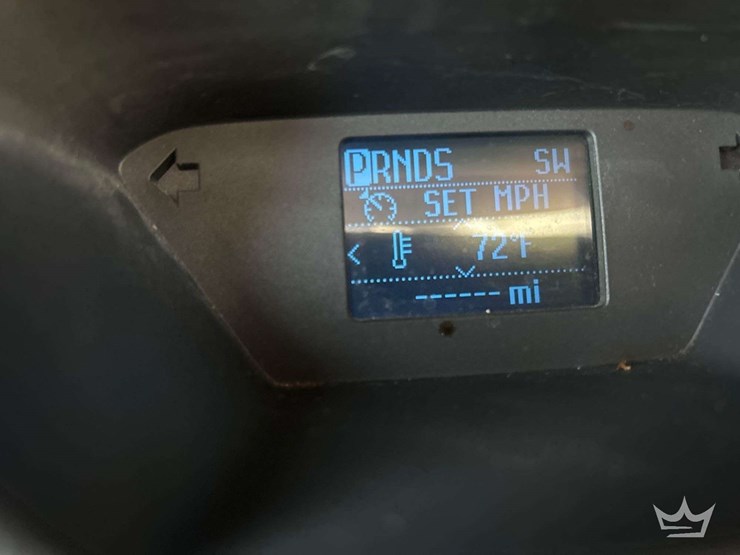 PRNDS SW
SET MPH
72°F
------ mi